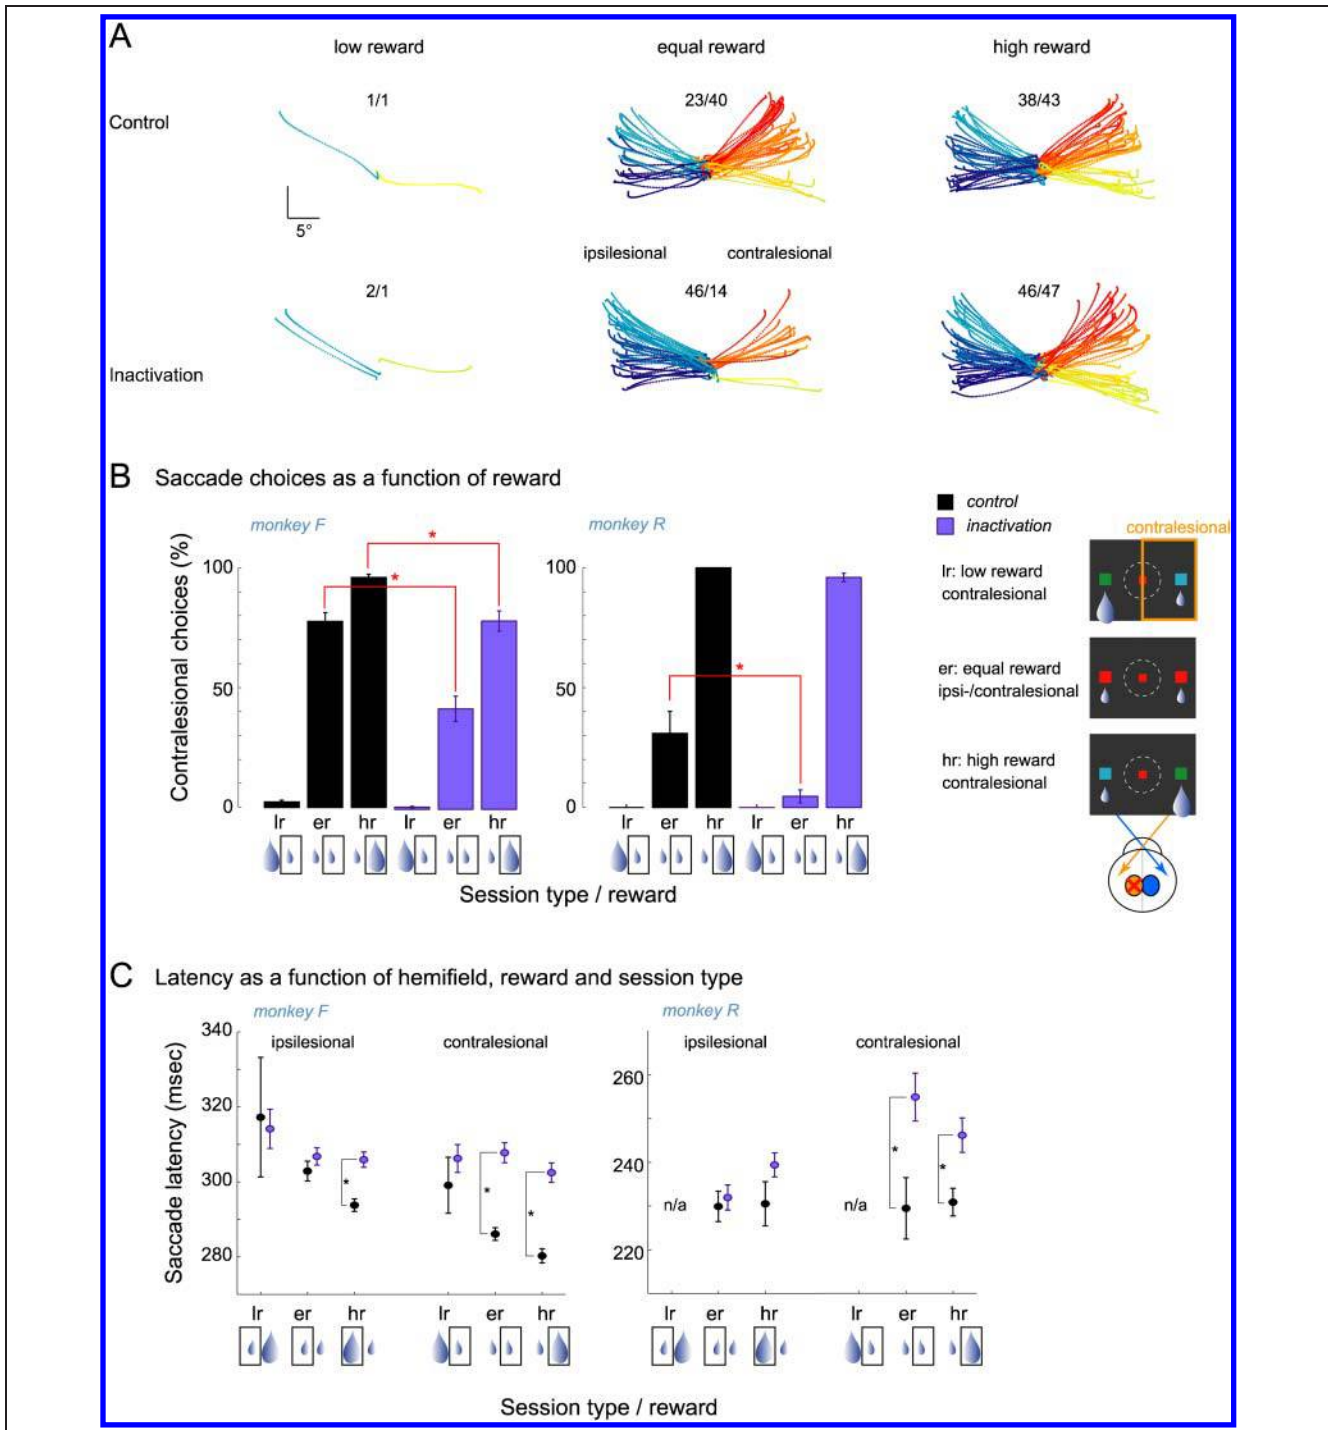 A
low reward
equal reward
high reward
1/1
23/40
38/43
Control
5°
ipsilesional
contralesional
2/1
46/14
46/47
Inactivation
B Saccade choices as a function of reward
control
inactivation
monkey F
monkey R
contralesional
*
*
*
Contralesional choices (%)
100
50
0
100
50
0
lr er hr lr er hr
lr er hr lr er hr
lr: low reward
contralesional
er: equal reward
ipsi-/contralesional
hr: high reward
contralesional
Session type / reward
C Latency as a function of hemifield, reward and session type
monkey F
monkey R
ipsilesional
contralesional
ipsilesional
contralesional
Saccade latency (msec)
340
320
300
280
*
*
*
260
240
220
n/a
n/a
*
*
lr er hr
lr er hr
lr er hr
lr er hr
Session type / reward